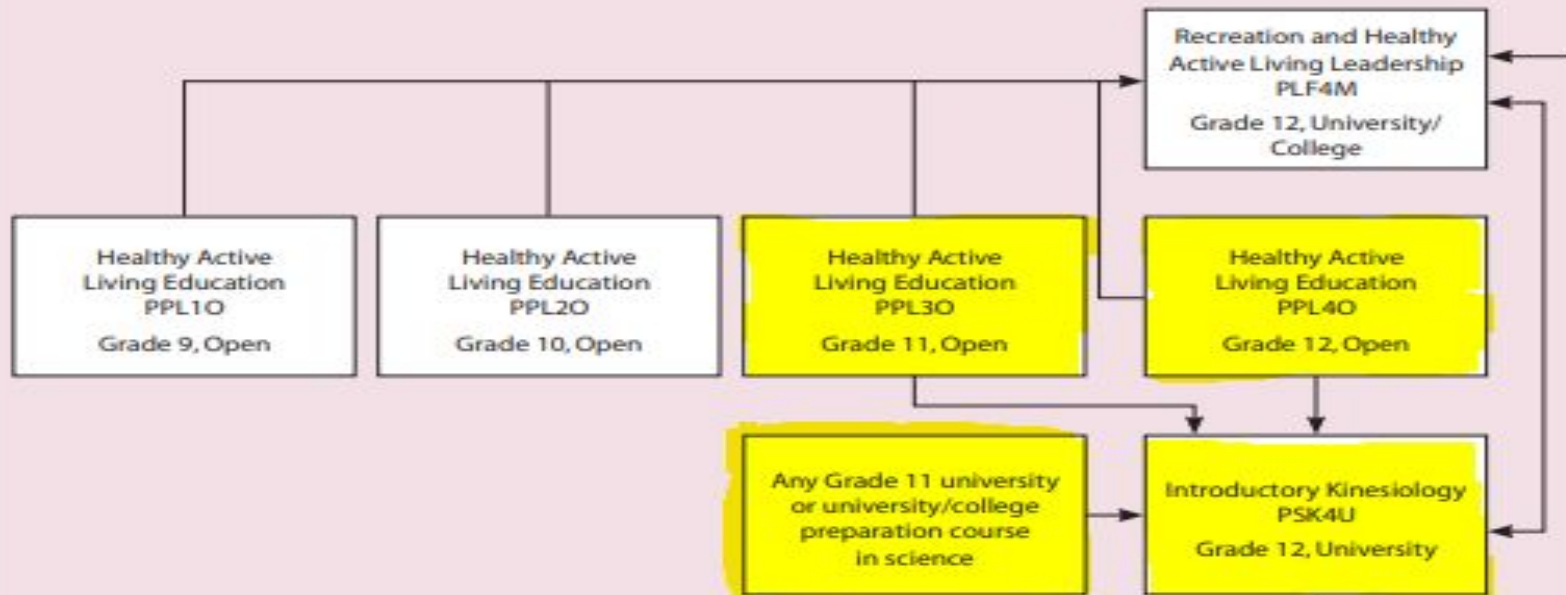 Recreation and Healthy
Active Living Leadership
PLF4M
Grade 12, University/
College
Healthy Active
Living Education
PPL1O
Grade 9, Open
Healthy Active
Living Education
PPL2O
Grade 10, Open
Healthy Active
Living Education
PPL3O
Grade 11, Open
Healthy Active
Living Education
PPL4O
Grade 12, Open
Any Grade 11 university
or university/college
preparation course
in science
Introductory Kinesiology
PSK4U
Grade 12, University